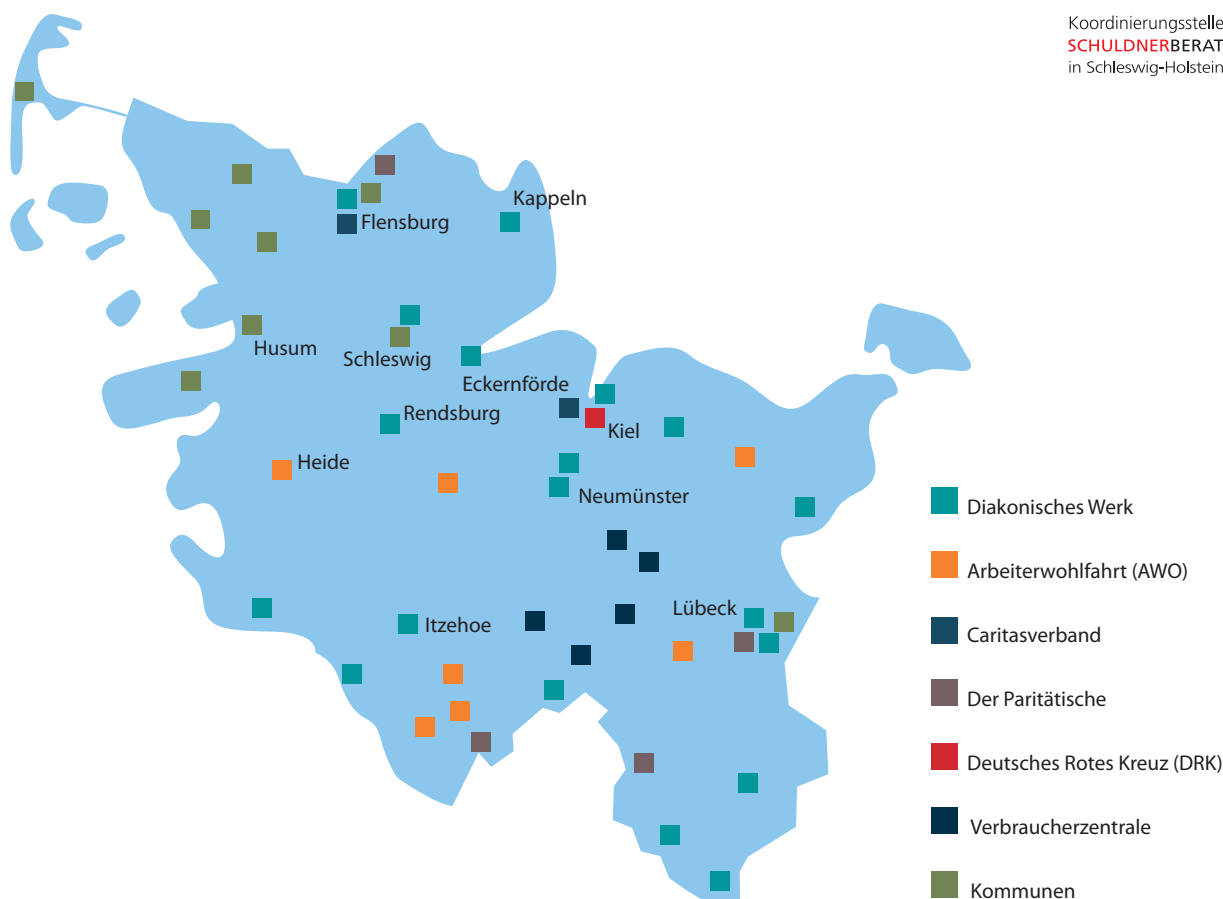 Koordinierungsstelle
SCHULDNERBERAT
in Schleswig-Holstein
Kappeln
Flensburg
Husum
Schleswig
Eckernförde
Rendsburg
Kiel
Heide
Neumünster
Diakonisches Werk
Arbeiterwohlfahrt (AWO)
Lübeck
Itzehoe
Caritasverband
Der Paritätische
Deutsches Rotes Kreuz (DRK)
Verbraucherzentrale
Kommunen